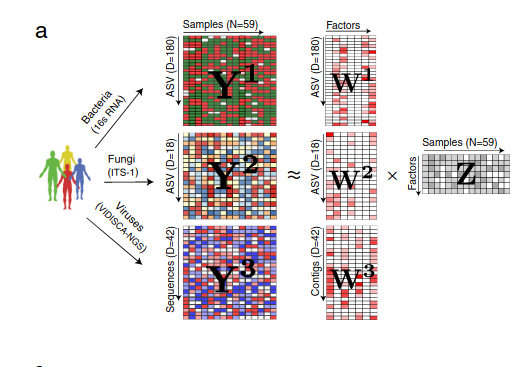 a
Samples (N=59)
Factors
Bacteria
(16s RNA)
ASV (D=180)
Y1
ASV (D=180)
W1
Fungi
(ITS-1)
ASV (D=18)
Y2
≈
ASV (D=18)
W2
×
Samples (N=59)
Factors
Z
Viruses
(VIDISCA-NGS)
Sequences (D=42)
Y3
Contigs (D=42)
W3